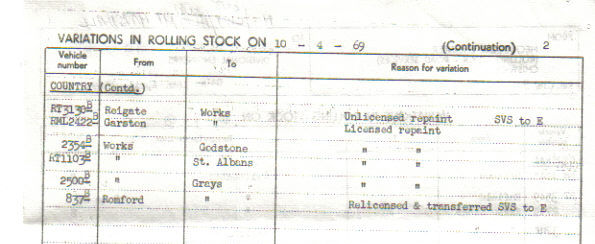 VARIATIONS IN ROLLING STOCK ON 10 - 4 - 69 (Continuation) 2
Vehicle number From To Reason for variation
COUNTRY (Contd.)
RT3130B Reigate Works Unlicensed repaint SVS to E
RML2422B Garston " Licensed repaint
2354B Works Godstone " "
RT1103B " St. Albans " "
2500B " Grays " "
837B Romford " Relicensed & transferred SVS to E